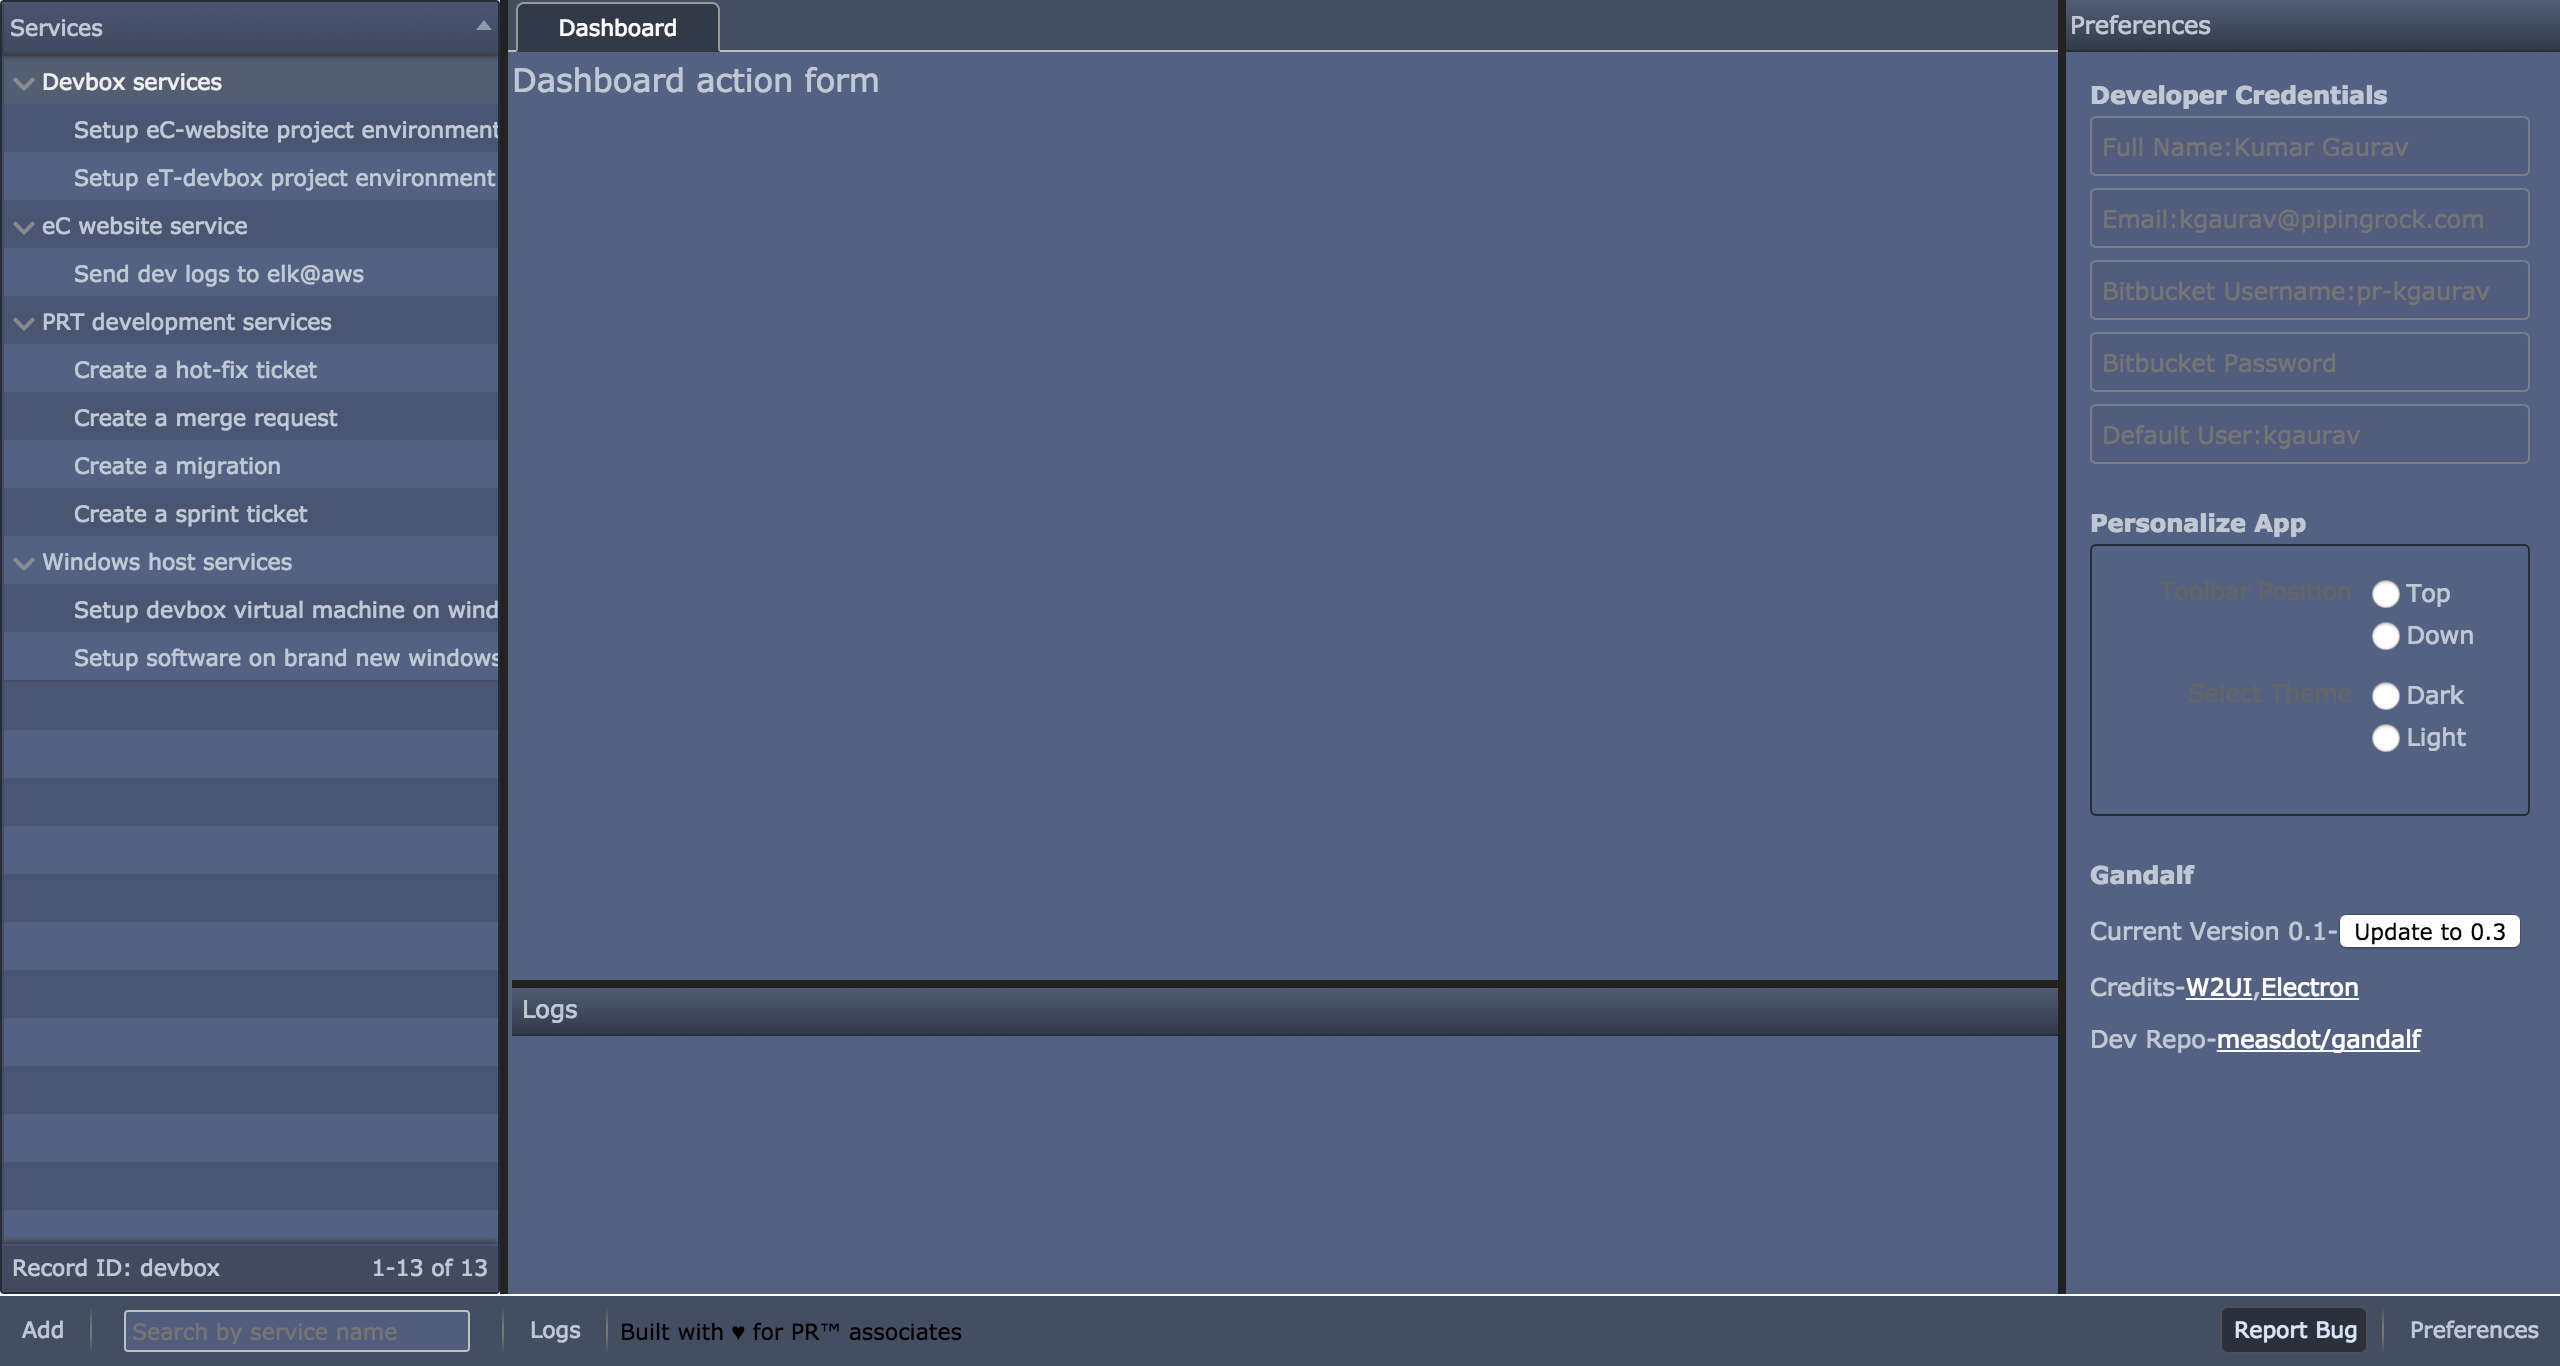 Services
Devbox services
Setup eC-website project environment
Setup eT-devbox project environment
eC website service
Send dev logs to elk@aws
PRT development services
Create a hot-fix ticket
Create a merge request
Create a migration
Create a sprint ticket
Windows host services
Setup devbox virtual machine on wind
Setup software on brand new windows
Record ID: devbox 1-13 of 13
Dashboard
Dashboard action form
Logs
Preferences
Developer Credentials
Full Name:Kumar Gaurav
Email:kgaurav@pipingrock.com
Bitbucket Username:pr-kgaurav
Bitbucket Password
Default User:kgaurav
Personalize App
Toolbar Position Top
Down
Select Theme Dark
Light
Gandalf
Current Version 0.1- Update to 0.3
Credits-W2UI,Electron
Dev Repo-measdot/gandalf
Add Search by service name Logs Built with ♥ for PR™ associates Report Bug Preferences